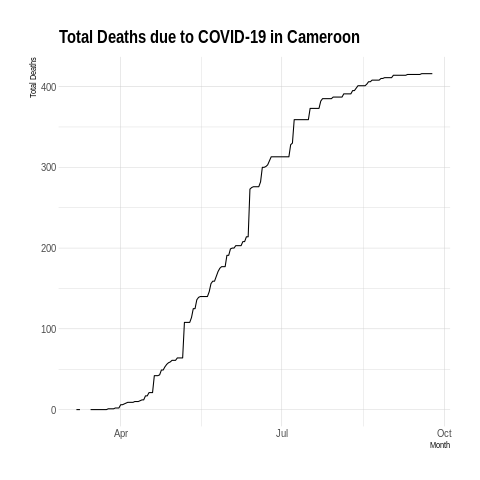 Total Deaths due to COVID-19 in Cameroon
Total Deaths
400
300
200
100
0
Apr
Jul
Oct
Month